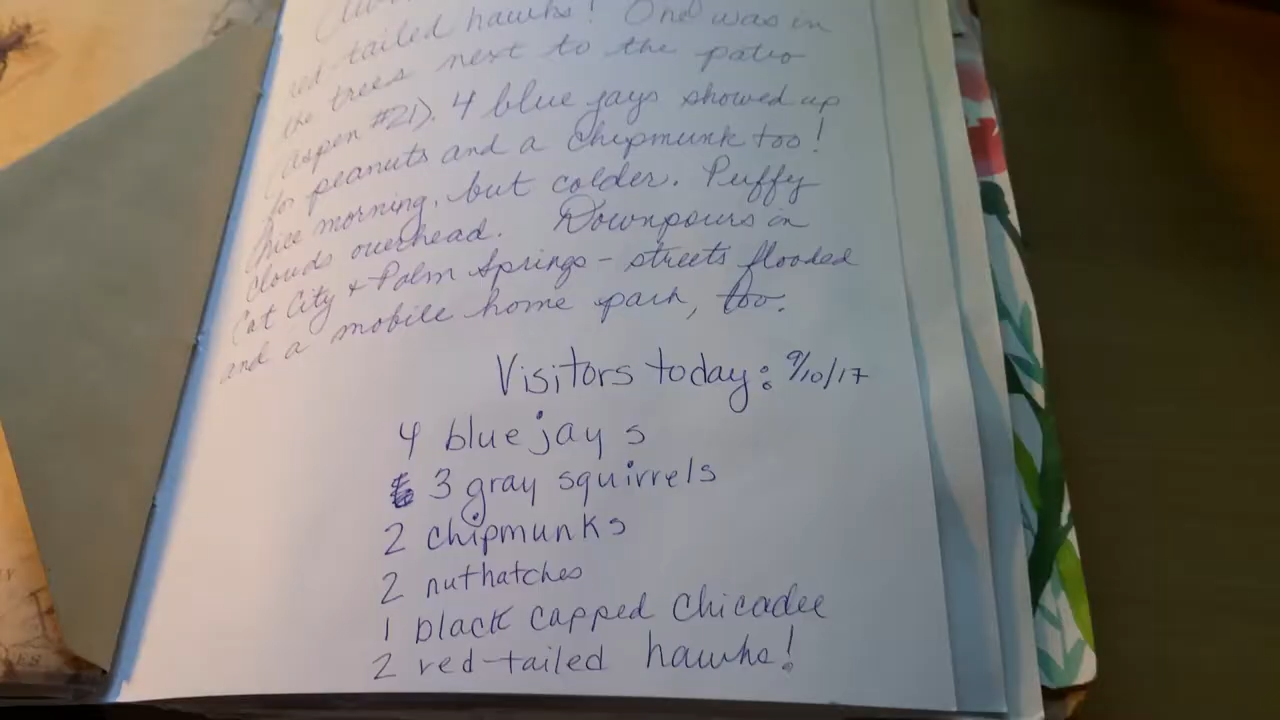 red-tailed hawks! One was in
the trees next to the patio
(aspen #21). 4 blue jays showed up
for peanuts and a chipmunk too!
Nice morning, but colder. Puffy
clouds overhead. Downpours in
Cat City + Palm Springs - streets flooded
and a mobile home park, too.
Visitors today: 9/10/17
4 blue jays
3 gray squirrels
2 chipmunks
2 nuthatches
1 black capped chicadee
2 red-tailed hawks!